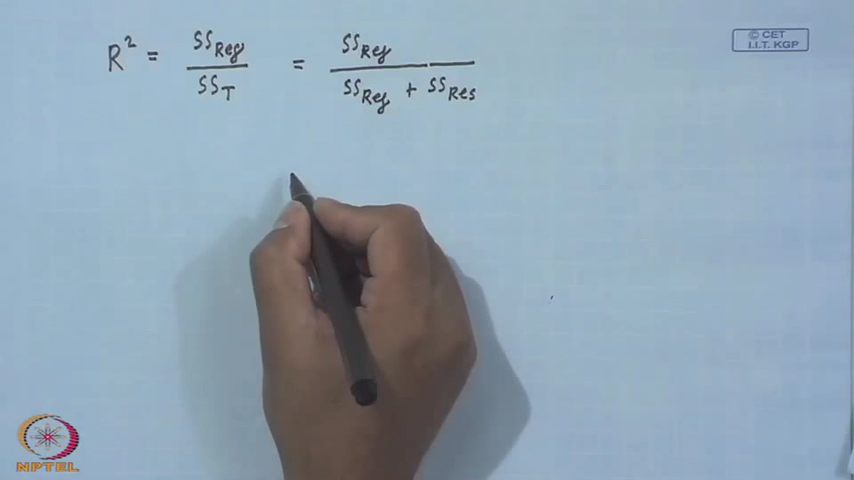 R² = SS_Reg / SS_T = SS_Reg / (SS_Reg + SS_Res)
© CET
I.I.T. KGP
NPTEL